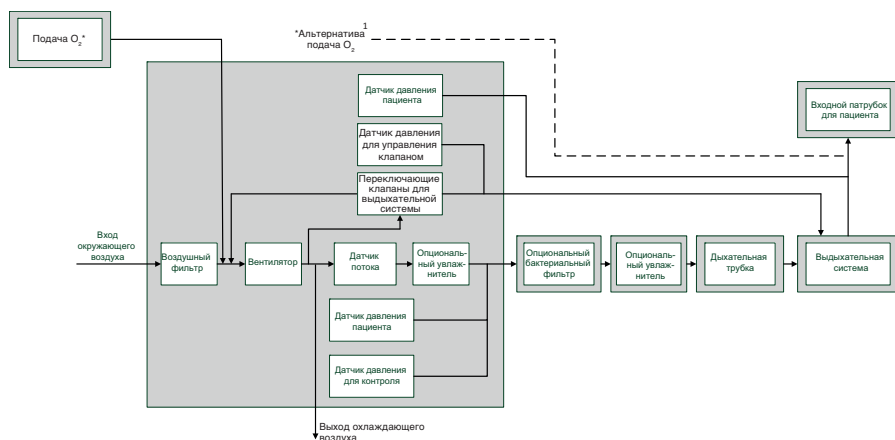 Подача O₂*
*Альтернатива¹
подача O₂
Датчик давления
пациента
Входной патрубок
для пациента
Датчик давления
для управления
клапаном
Переключающие
клапаны для
выдыхательной
системы
Вход
окружающего
воздуха
Воздушный
фильтр
Вентилятор
Датчик
потока
Опциональ-
ный увлаж-
нитель
Опциональный
бактериальный
фильтр
Опциональ-
ный увлаж-
нитель
Дыхательная
трубка
Выдыхательная
система
Датчик давления
пациента
Датчик давления
для контроля
Выход охлаждающего
воздуха